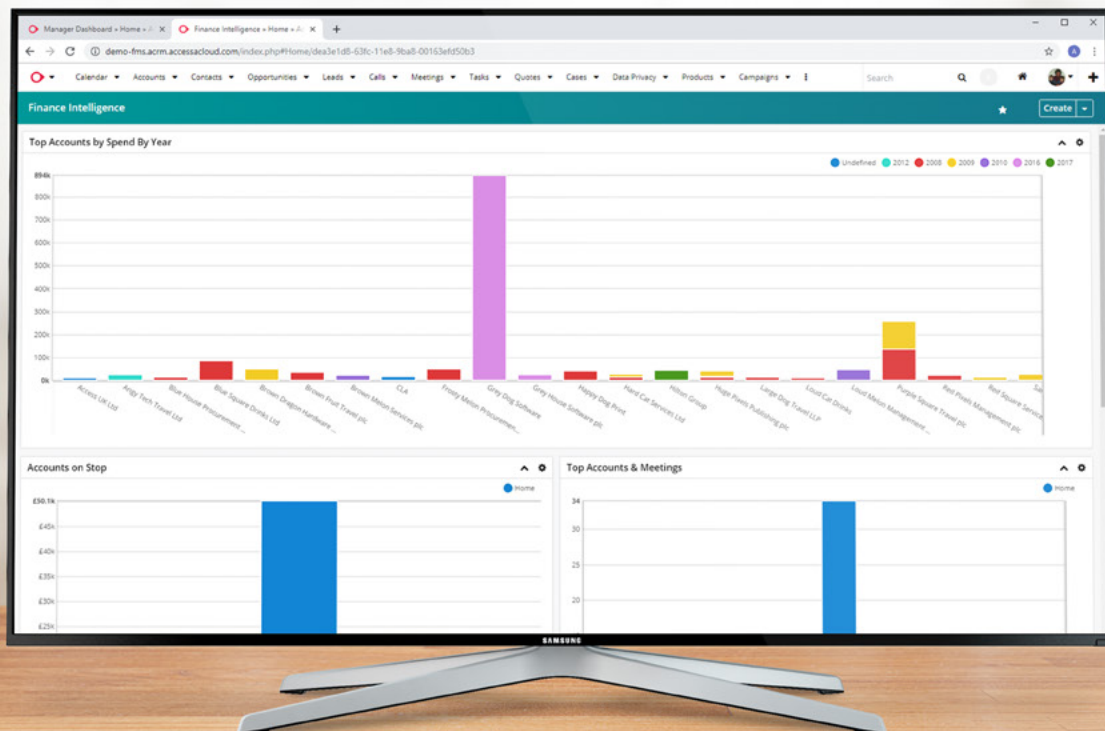 Manager Dashboard » Home » A
Finance Intelligence » Home » A
demo-fms.acrm.accessacloud.com/index.php#Home/dea3e1d8-63fc-11e8-9ba8-00163efd50b3
Calendar Accounts Contacts Opportunities Leads Calls Meetings Tasks Quotes Cases Data Privacy Products Campaigns Search
Finance Intelligence Create
Top Accounts by Spend By Year
Undefined 2012 2008 2009 2010 2016 2017
894k
800k
700k
600k
500k
400k
300k
200k
100k
0k
Access UK Ltd
Angy Tech Travel Ltd
Blue House Procurement ...
Blue Square Drinks Ltd
Brown Dragon Hardware ...
Brown Fruit Travel plc
Brown Melon Services plc
CLA
Frosty Melon Procuremen...
Grey Dog Software
Grey House Software plc
Happy Dog Print
Hard Cat Services Ltd
Hilton Group
Huge Pixels Publishing plc
Large Dog Travel LLP
Loud Cat Drinks
Loud Melon Management ...
Purple Square Travel plc
Red Pixels Management plc
Red Square Service
Accounts on Stop
Home
£50.1k
£45k
£40k
£35k
£30k
£25k
Top Accounts & Meetings
Home
34
30
25
20
SAMSUNG